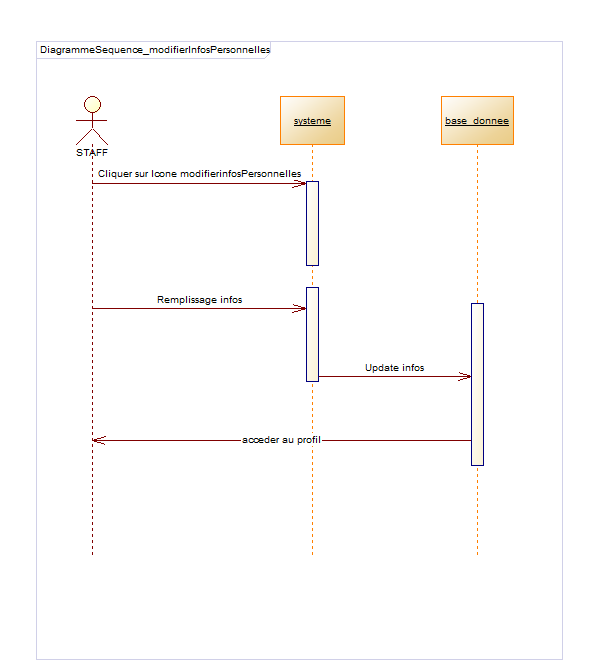 DiagrammeSequence_modifierInfosPersonnelles
STAFF
systeme
base_donnee
Cliquer sur Icone modifierinfosPersonnelles
Remplissage infos
Update infos
acceder au profil